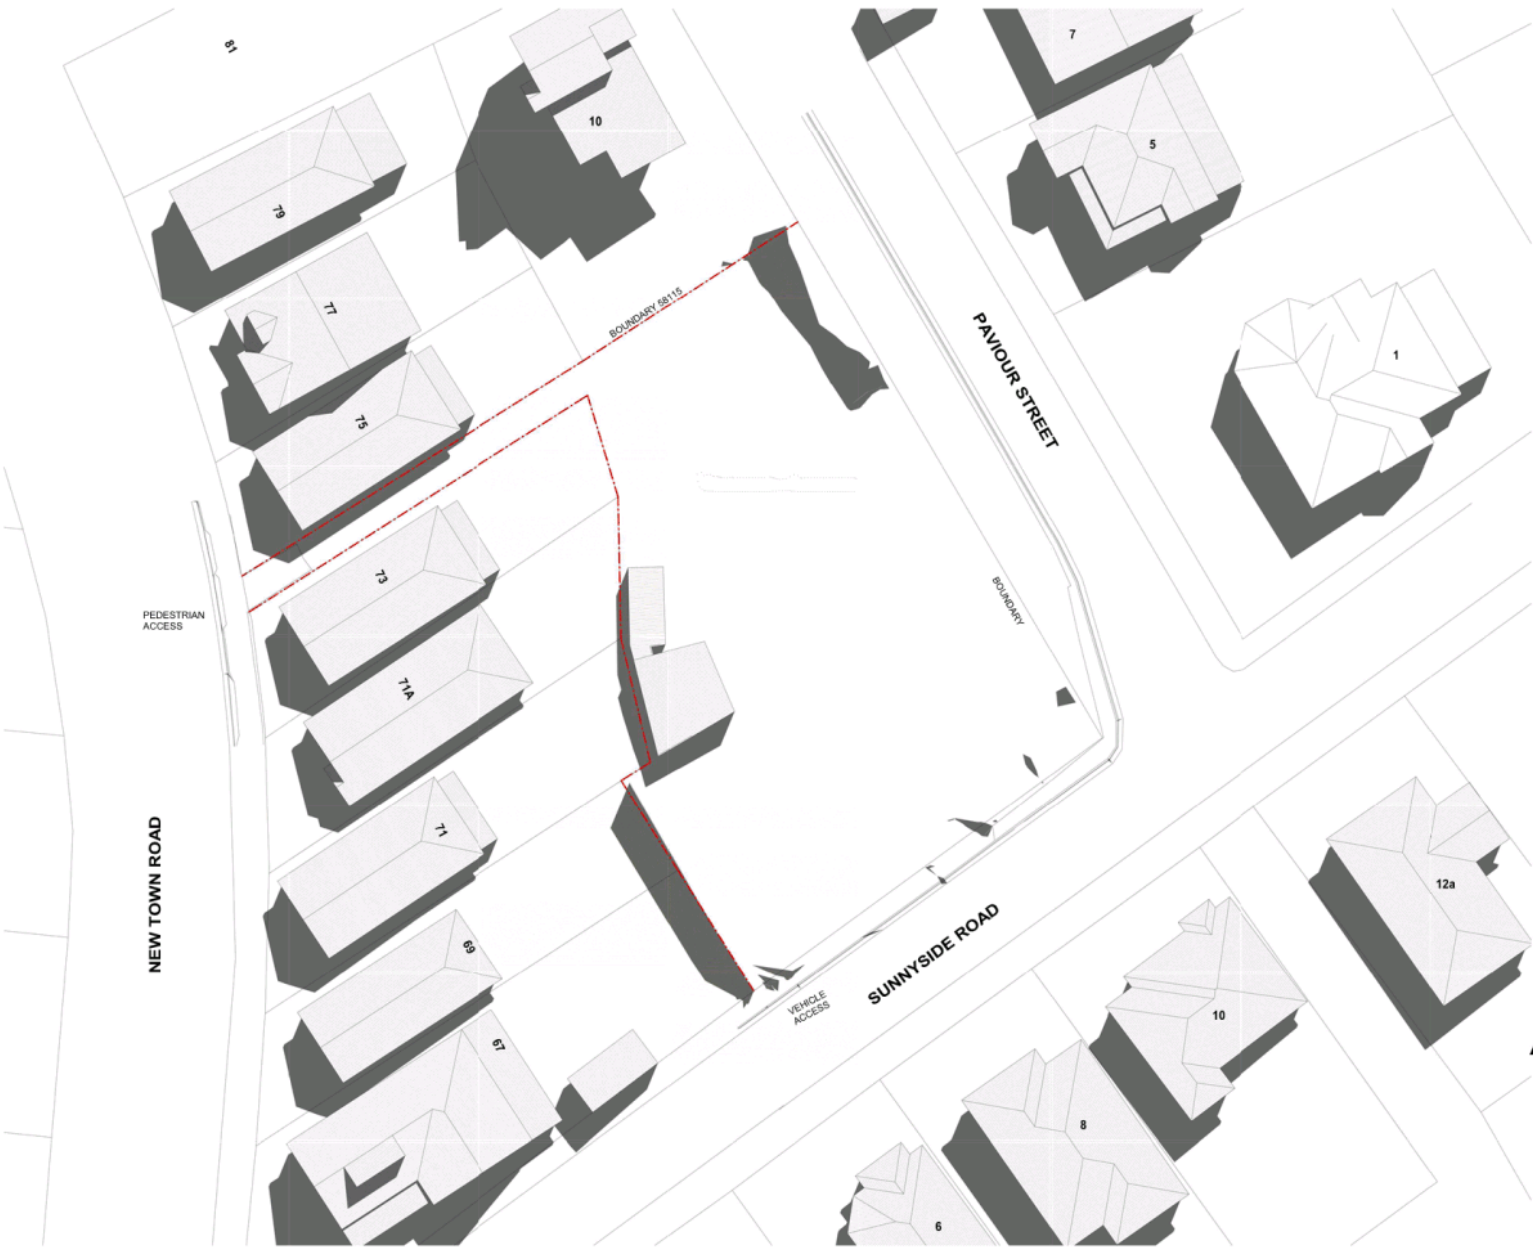 81
7
10
5
79
77
BOUNDARY 58115
PAVIOUR STREET
1
75
73
BOUNDARY
PEDESTRIAN
ACCESS
71A
71
NEW TOWN ROAD
12a
69
SUNNYSIDE ROAD
VEHICLE
ACCESS
10
67
8
6